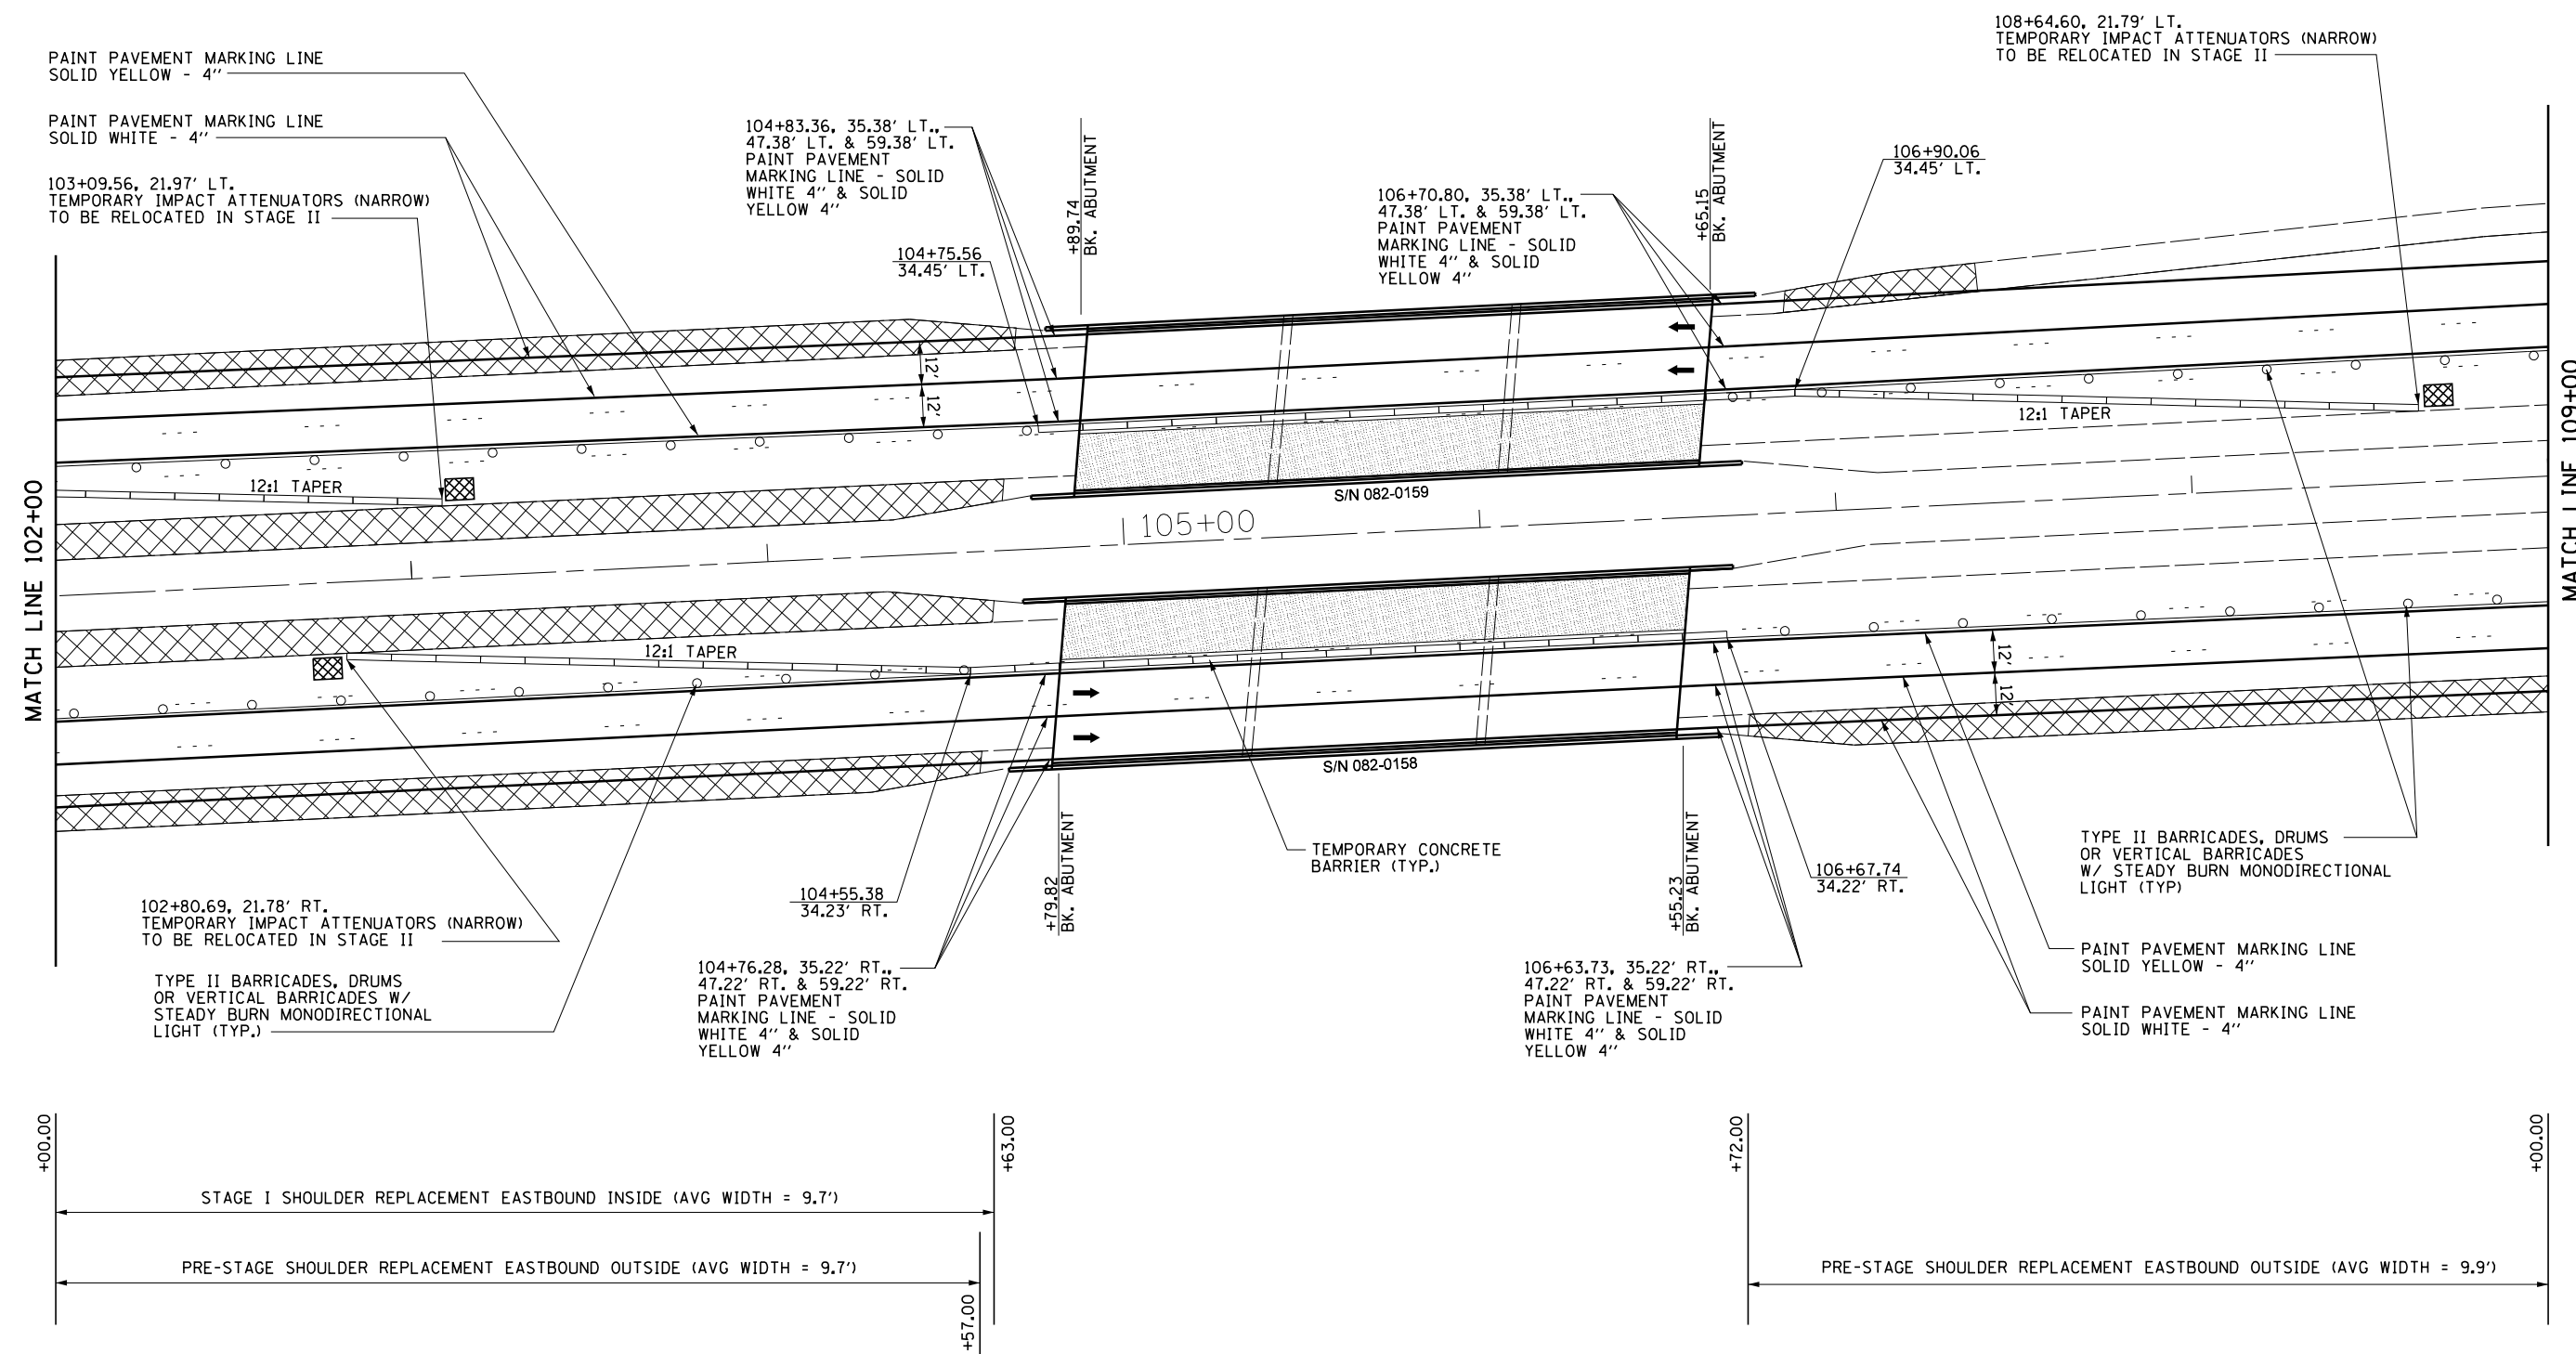 PAINT PAVEMENT MARKING LINE
SOLID YELLOW - 4"
PAINT PAVEMENT MARKING LINE
SOLID WHITE - 4"
103+09.56, 21.97' LT.
TEMPORARY IMPACT ATTENUATORS (NARROW)
TO BE RELOCATED IN STAGE II
104+83.36, 35.38' LT.,
47.38' LT. & 59.38' LT.
PAINT PAVEMENT
MARKING LINE - SOLID
WHITE 4" & SOLID
YELLOW 4"
104+75.56
34.45' LT.
+89.74
BK. ABUTMENT
106+70.80, 35.38' LT.,
47.38' LT. & 59.38' LT.
PAINT PAVEMENT
MARKING LINE - SOLID
WHITE 4" & SOLID
YELLOW 4"
+65.15
BK. ABUTMENT
106+90.06
34.45' LT.
108+64.60, 21.79' LT.
TEMPORARY IMPACT ATTENUATORS (NARROW)
TO BE RELOCATED IN STAGE II
12'
12'
12:1 TAPER
12:1 TAPER
S/N 082-0159
105+00
MATCH LINE 102+00
MATCH LINE 109+00
12:1 TAPER
12'
12'
S/N 082-0158
102+80.69, 21.78' RT.
TEMPORARY IMPACT ATTENUATORS (NARROW)
TO BE RELOCATED IN STAGE II
TYPE II BARRICADES, DRUMS
OR VERTICAL BARRICADES W/
STEADY BURN MONODIRECTIONAL
LIGHT (TYP.)
104+55.38
34.23' RT.
104+76.28, 35.22' RT.,
47.22' RT. & 59.22' RT.
PAINT PAVEMENT
MARKING LINE - SOLID
WHITE 4" & SOLID
YELLOW 4"
+79.82
BK. ABUTMENT
TEMPORARY CONCRETE
BARRIER (TYP.)
106+63.73, 35.22' RT.,
47.22' RT. & 59.22' RT.
PAINT PAVEMENT
MARKING LINE - SOLID
WHITE 4" & SOLID
YELLOW 4"
+55.23
BK. ABUTMENT
106+67.74
34.22' RT.
TYPE II BARRICADES, DRUMS
OR VERTICAL BARRICADES
W/ STEADY BURN MONODIRECTIONAL
LIGHT (TYP)
PAINT PAVEMENT MARKING LINE
SOLID YELLOW - 4"
PAINT PAVEMENT MARKING LINE
SOLID WHITE - 4"
+00.00
+63.00
+72.00
+00.00
STAGE I SHOULDER REPLACEMENT EASTBOUND INSIDE (AVG WIDTH = 9.7')
PRE-STAGE SHOULDER REPLACEMENT EASTBOUND OUTSIDE (AVG WIDTH = 9.7')
+57.00
PRE-STAGE SHOULDER REPLACEMENT EASTBOUND OUTSIDE (AVG WIDTH = 9.9')